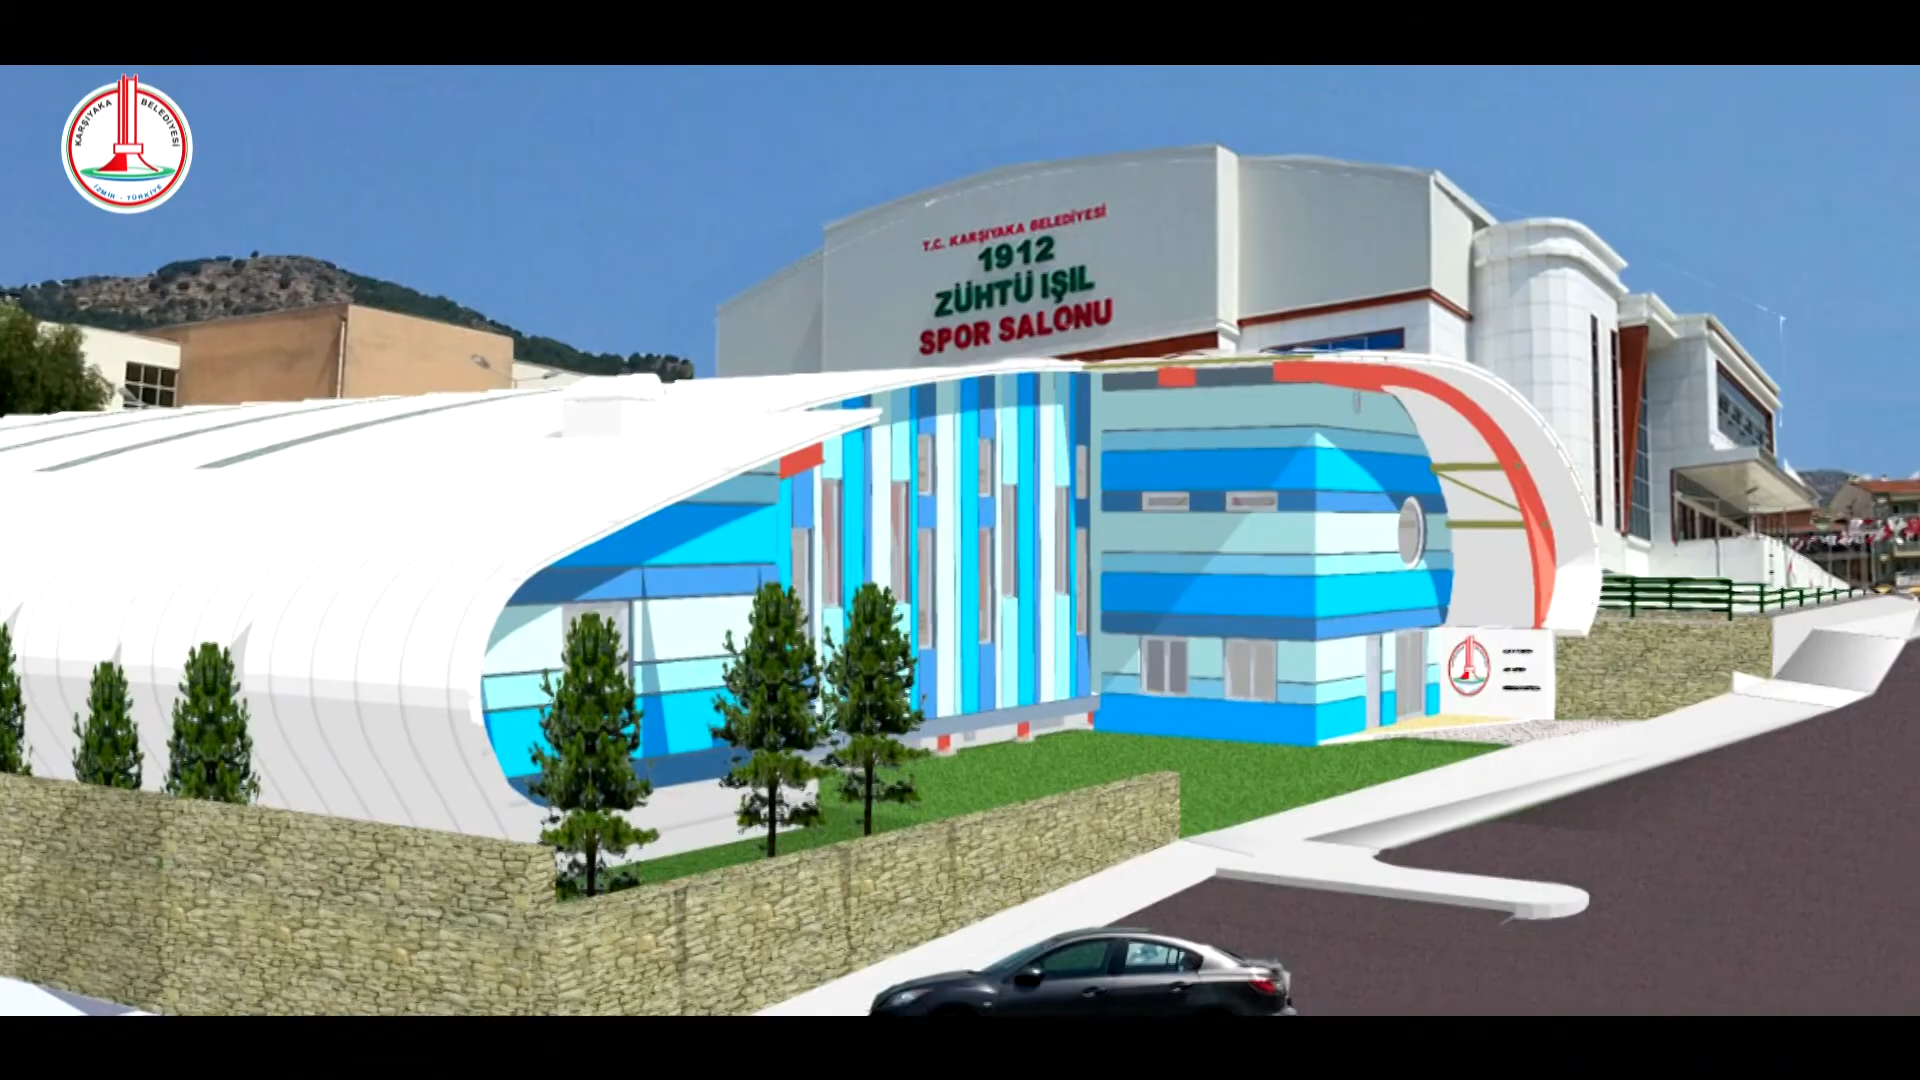 KARŞIYAKA BELEDİYESİ
İZMİR - TÜRKİYE
T.C. KARŞIYAKA BELEDİYESİ
1912
ZÜHTÜ IŞIL
SPOR SALONU